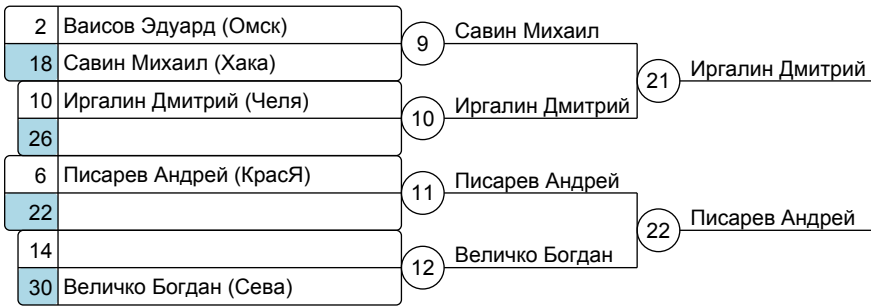 2 Ваисов Эдуард (Омск)
18 Савин Михаил (Хака)
9 Савин Михаил
10 Иргалин Дмитрий (Челя)
26
10 Иргалин Дмитрий
21 Иргалин Дмитрий
6 Писарев Андрей (КрасЯ)
22
11 Писарев Андрей
14
30 Величко Богдан (Сева)
12 Величко Богдан
22 Писарев Андрей